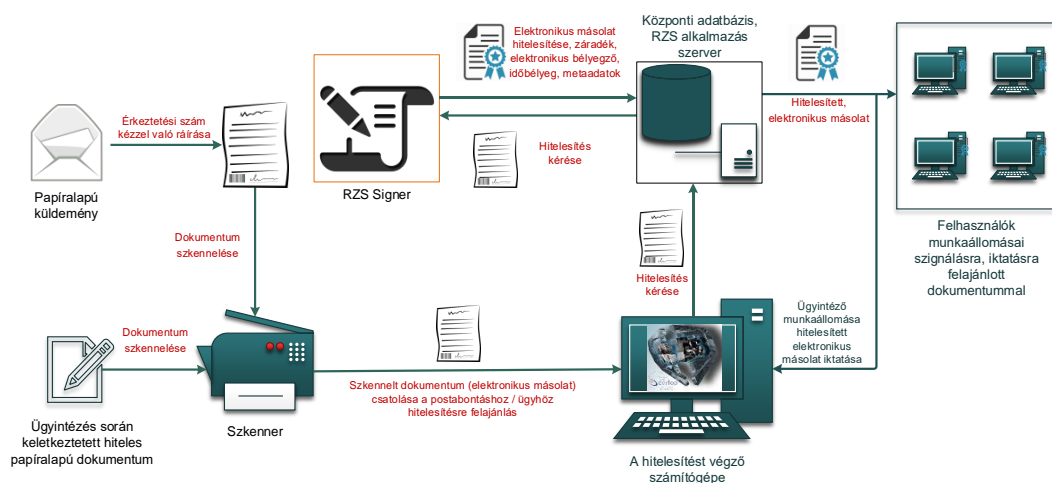 Elektronikus másolat
hitelesítése, záradék,
elektronikus bélyegző,
időbélyeg, metaadatok
Központi adatbázis,
RZS alkalmazás
szerver
Érkeztetési szám
kézzel való ráírása
Hitelesített,
elektronikus másolat
Hitelesítés
kérése
Papíralapú
küldemény
RZS Signer
Dokumentum
szkennelése
Felhasználók
munkaállomásai
szignálásra, iktatásra
felajánlott
dokumentummal
Hitelesítés
kérése
Ügyintéző
munkaállomása
hitelesített
elektronikus
másolat iktatása
Dokumentum
szkennelése
Szkennelt dokumentum (elektronikus másolat)
csatolása a postabontáshoz / ügyhöz
hitelesítésre felajánlás
Ügyintézés során
keletkeztetett hiteles
papíralapú dokumentum
Szkenner
A hitelesítést végző
számítógépe